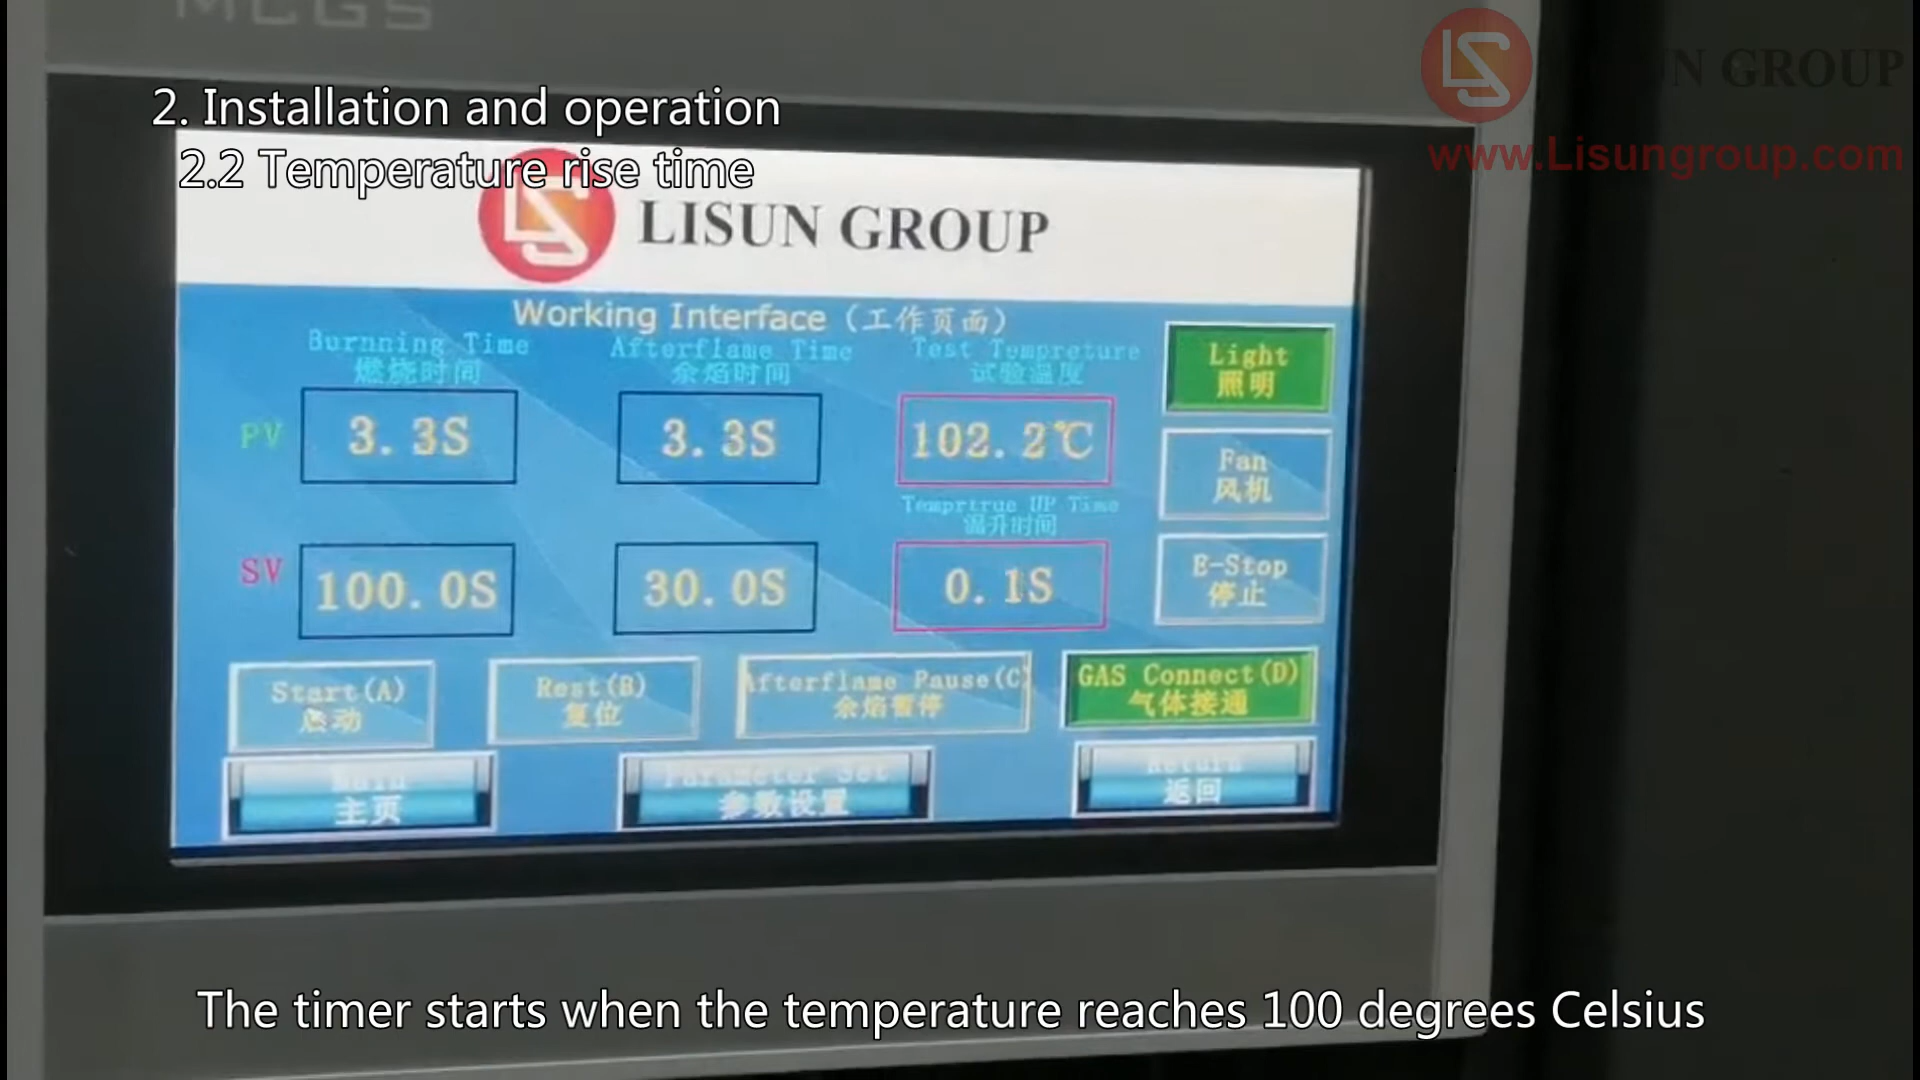 MCGS
2. Installation and operation
2.2 Temperature rise time
LISUN GROUP
N GROUP
www.Lisungroup.com
Working Interface (工作页面)
Burnning Time
燃烧时间
Afterflame Time
余焰时间
Test Tempreture
试验温度
Light
照明
PV
3.3S
3.3S
102.2℃
Fan
风机
Temprtrue UP Time
温升时间
SV
100.0S
30.0S
0.1S
E-Stop
停止
Start(A)
启动
Rest(B)
复位
Afterflame Pause(C)
余焰暂停
GAS Connect(D)
气体接通
Main
主页
Parameter Set
参数设置
Return
返回
The timer starts when the temperature reaches 100 degrees Celsius